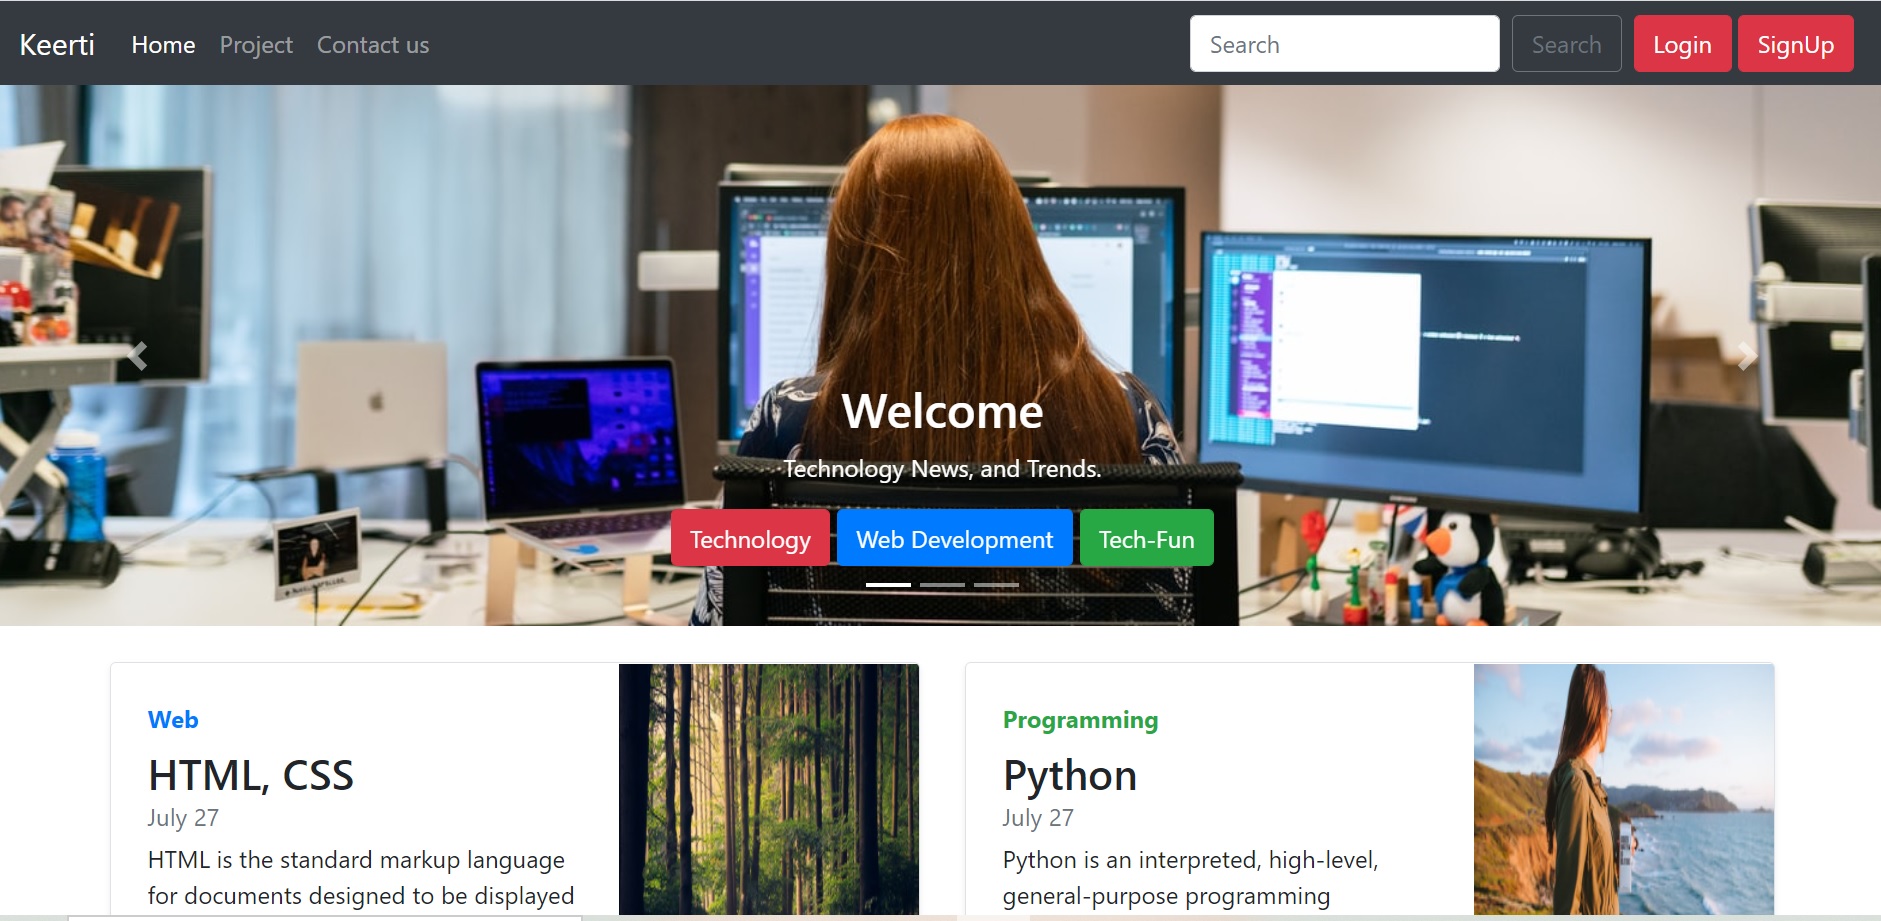 Keerti Home Project Contact us Search Search Login SignUp
Welcome
Technology News, and Trends.
Technology Web Development Tech-Fun
Web
HTML, CSS
July 27
HTML is the standard markup language
for documents designed to be displayed
Programming
Python
July 27
Python is an interpreted, high-level,
general-purpose programming